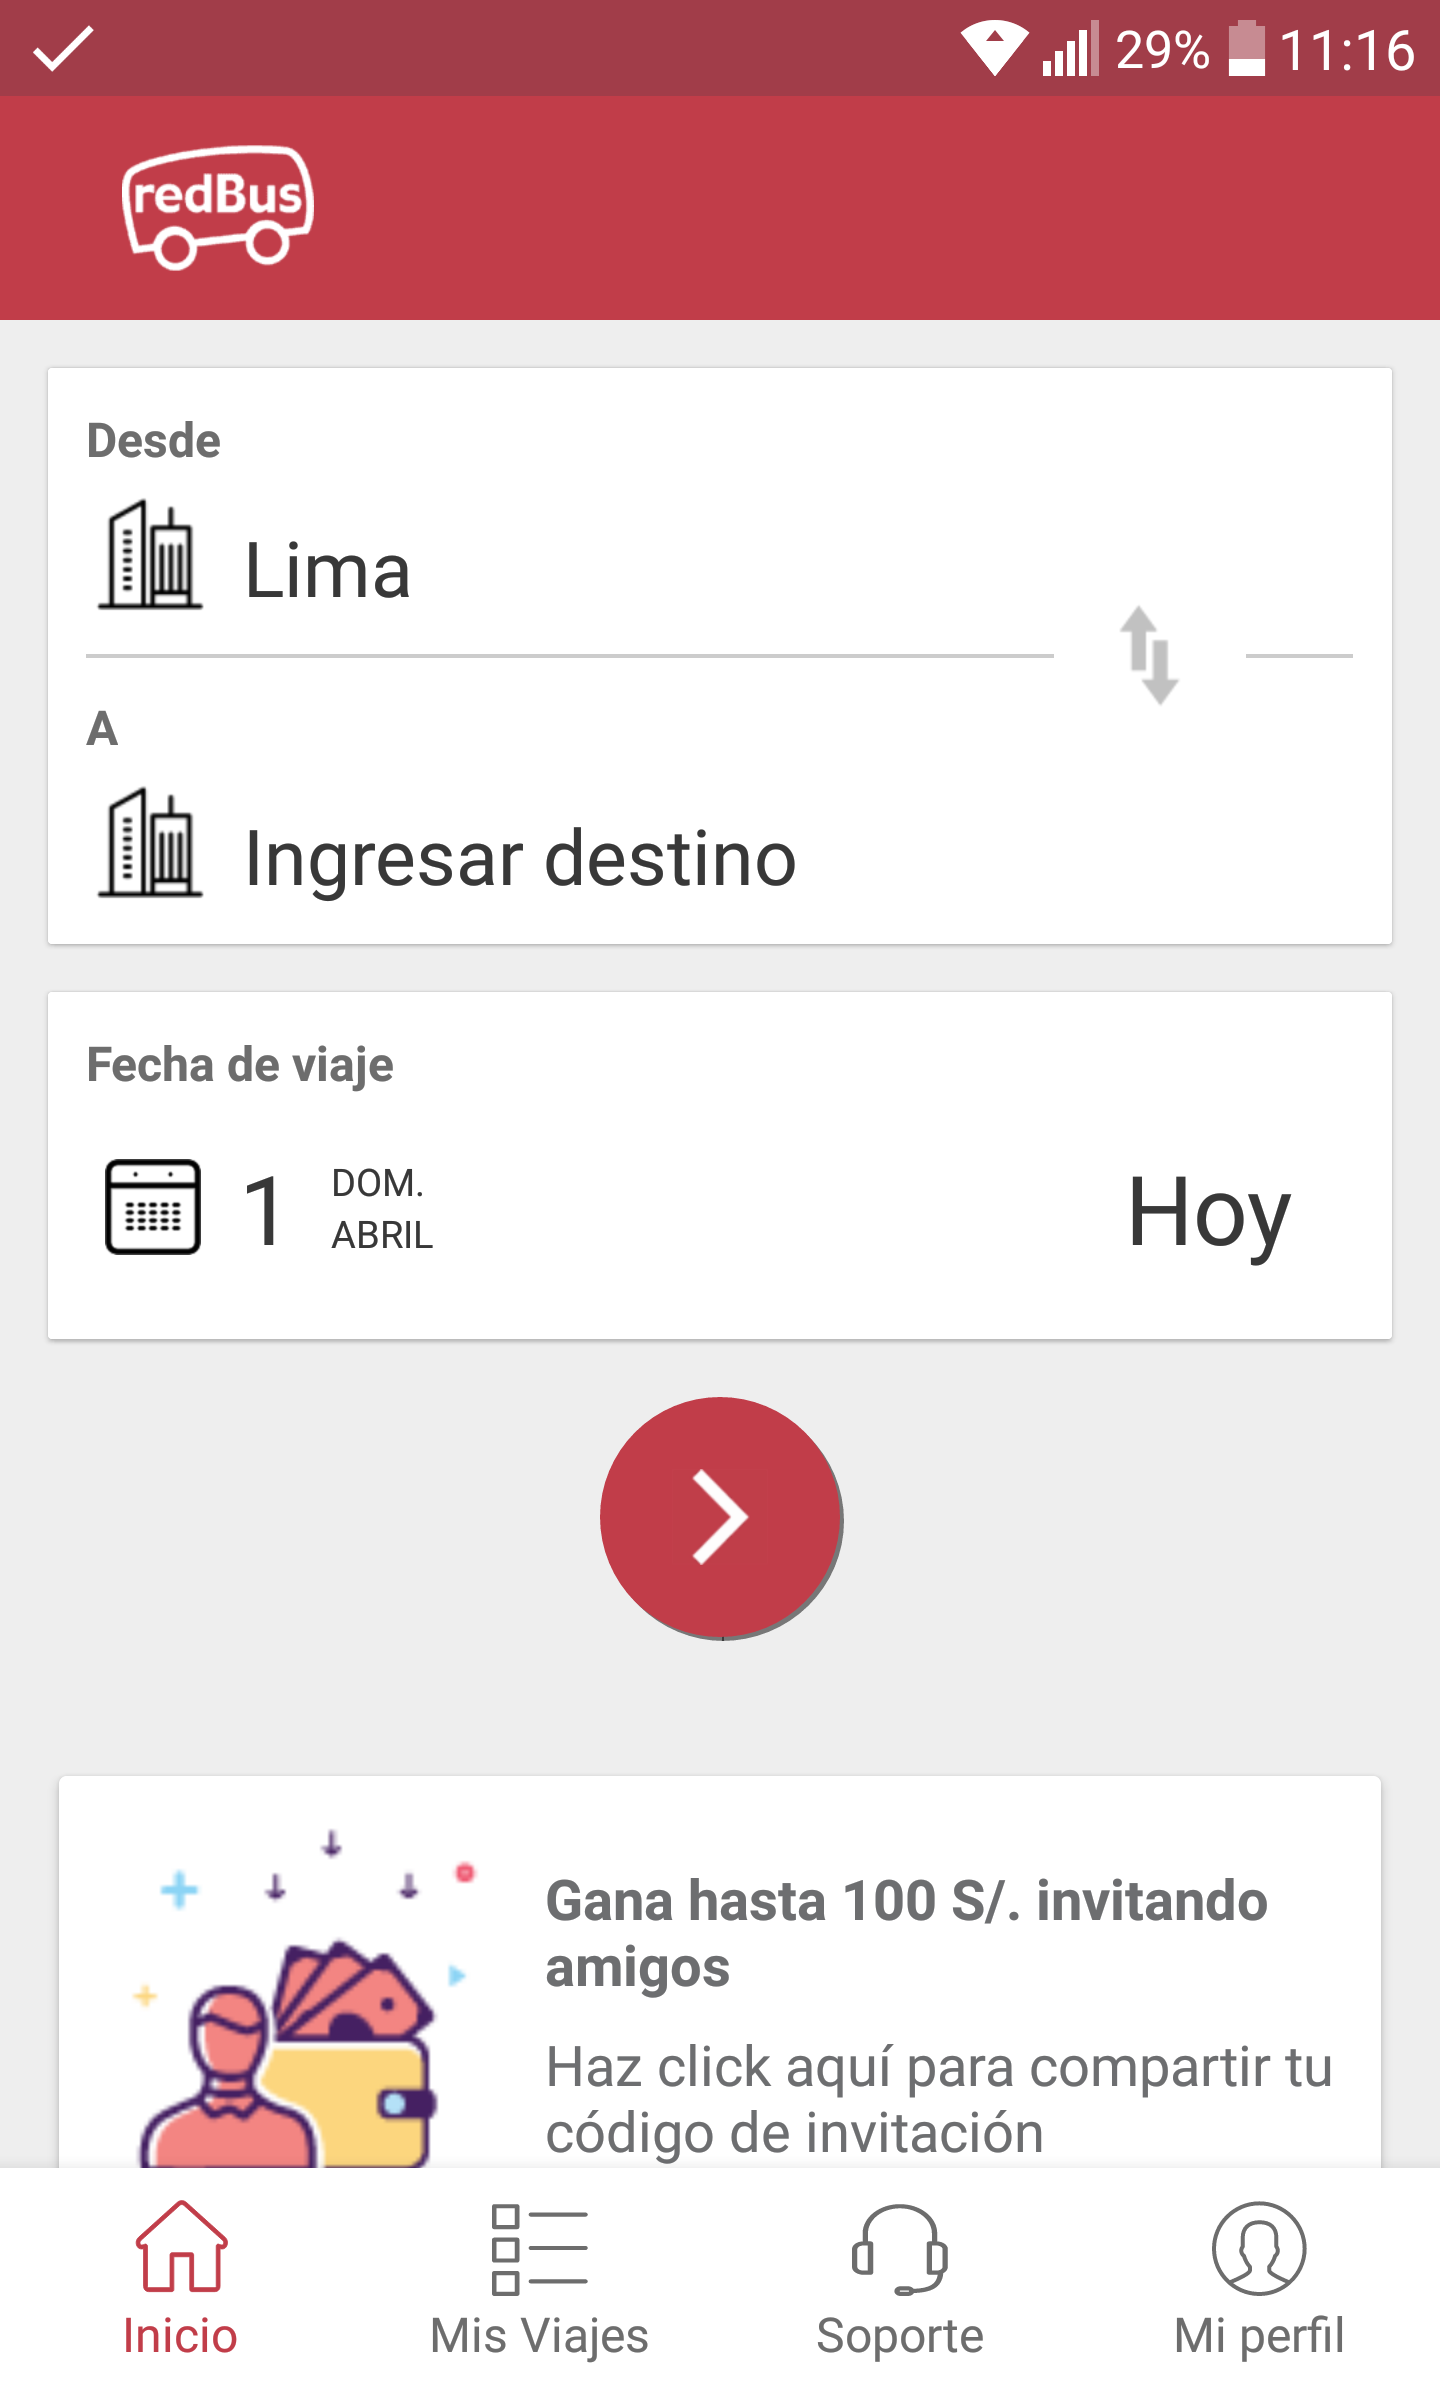 29% 11:16
redBus
Desde
Lima
A
Ingresar destino
Fecha de viaje
1 DOM.
ABRIL
Hoy
Gana hasta 100 S/. invitando
amigos
Haz click aquí para compartir tu
código de invitación
Inicio Mis Viajes Soporte Mi perfil